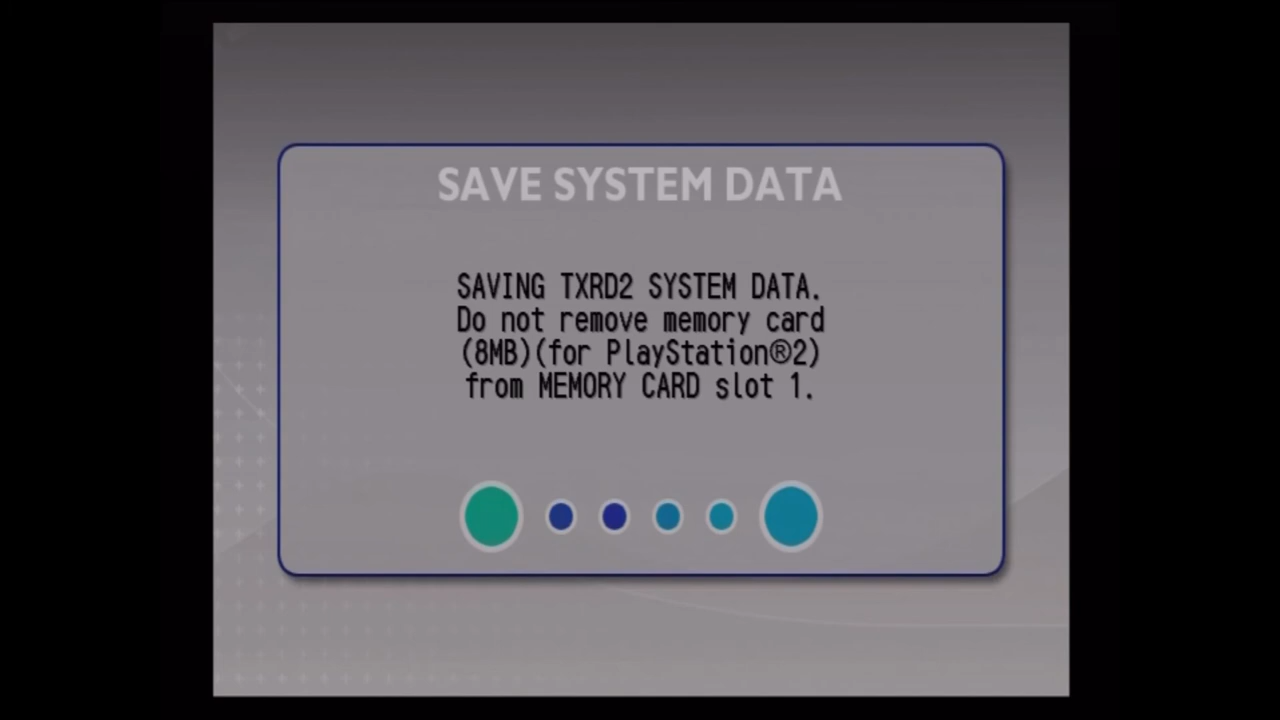 SAVE SYSTEM DATA
SAVING TXRD2 SYSTEM DATA.
Do not remove memory card
(8MB)(for PlayStation®2)
from MEMORY CARD slot 1.